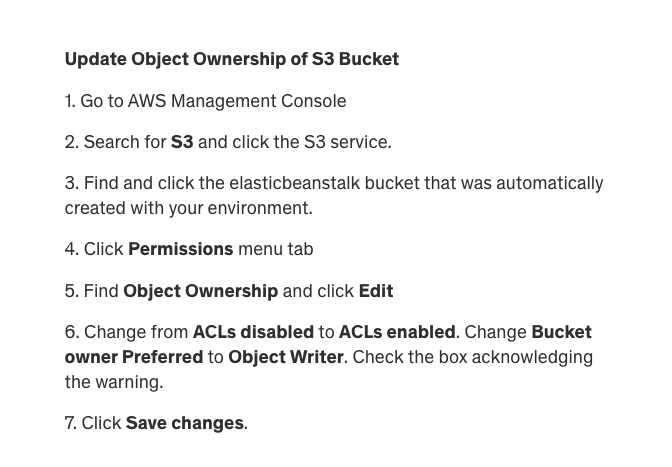 Update Object Ownership of S3 Bucket
1. Go to AWS Management Console
2. Search for S3 and click the S3 service.
3. Find and click the elasticbeanstalk bucket that was automatically
created with your environment.
4. Click Permissions menu tab
5. Find Object Ownership and click Edit
6. Change from ACLs disabled to ACLs enabled. Change Bucket
owner Preferred to Object Writer. Check the box acknowledging
the warning.
7. Click Save changes.